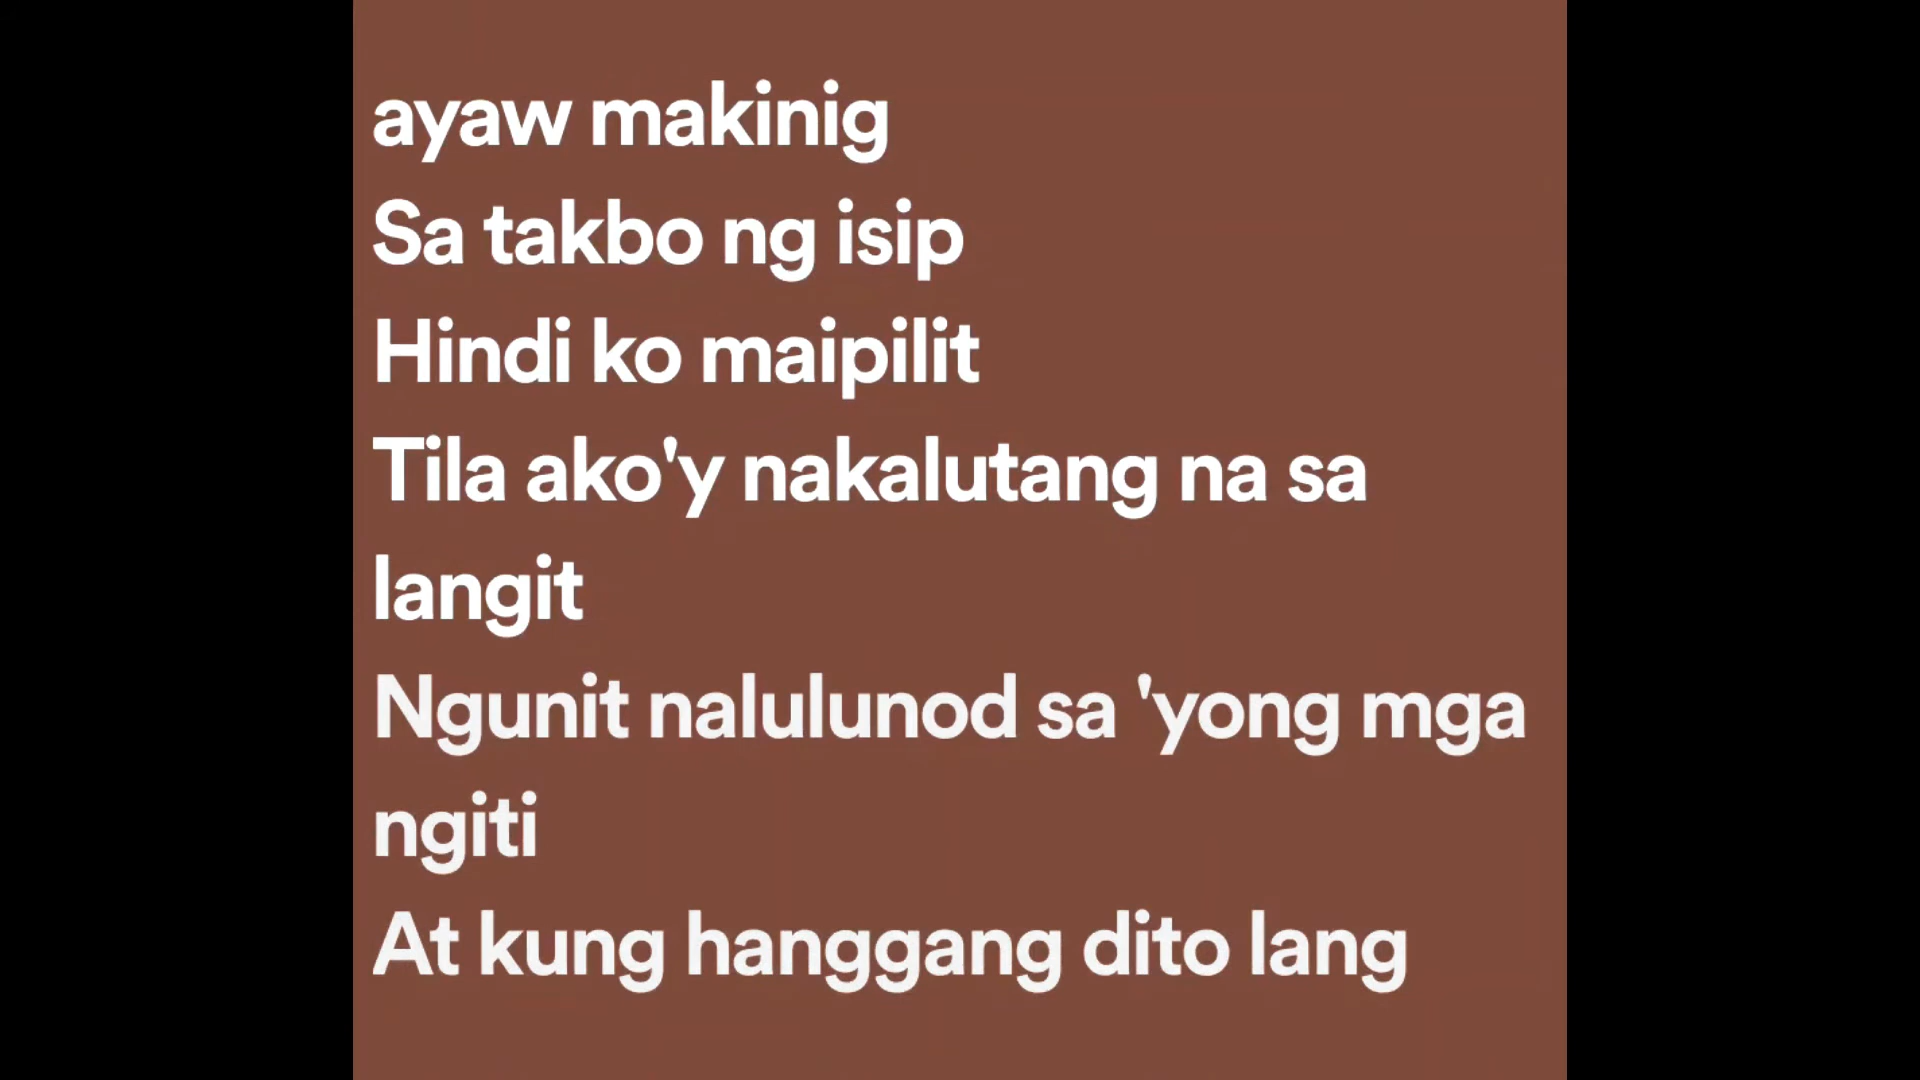 ayaw makinig
Sa takbo ng isip
Hindi ko maipilit
Tila ako'y nakalutang na sa
langit
Ngunit nalulunod sa 'yong mga
ngiti
At kung hanggang dito lang